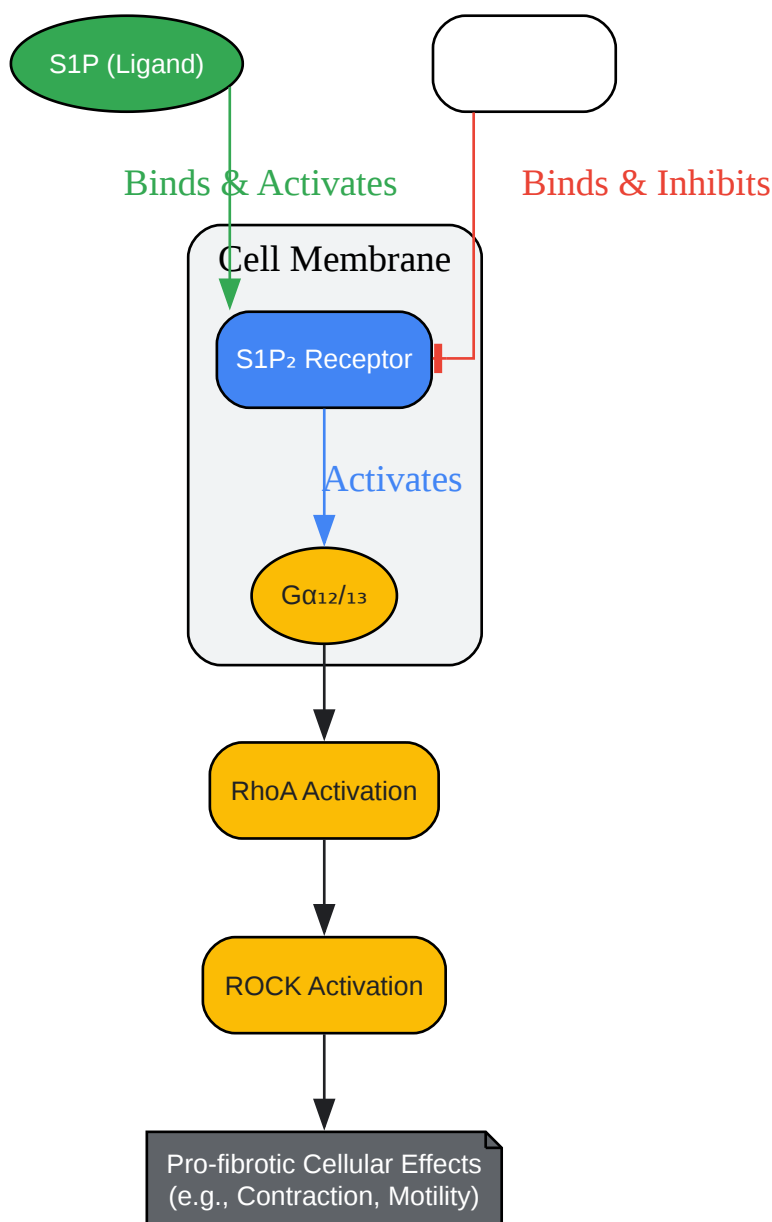 S1P (Ligand)
Binds & Activates
Binds & Inhibits
Cell Membrane
S1P₂ Receptor
Activates
Gα₁₂/₁₃
RhoA Activation
ROCK Activation
Pro-fibrotic Cellular Effects
(e.g., Contraction, Motility)